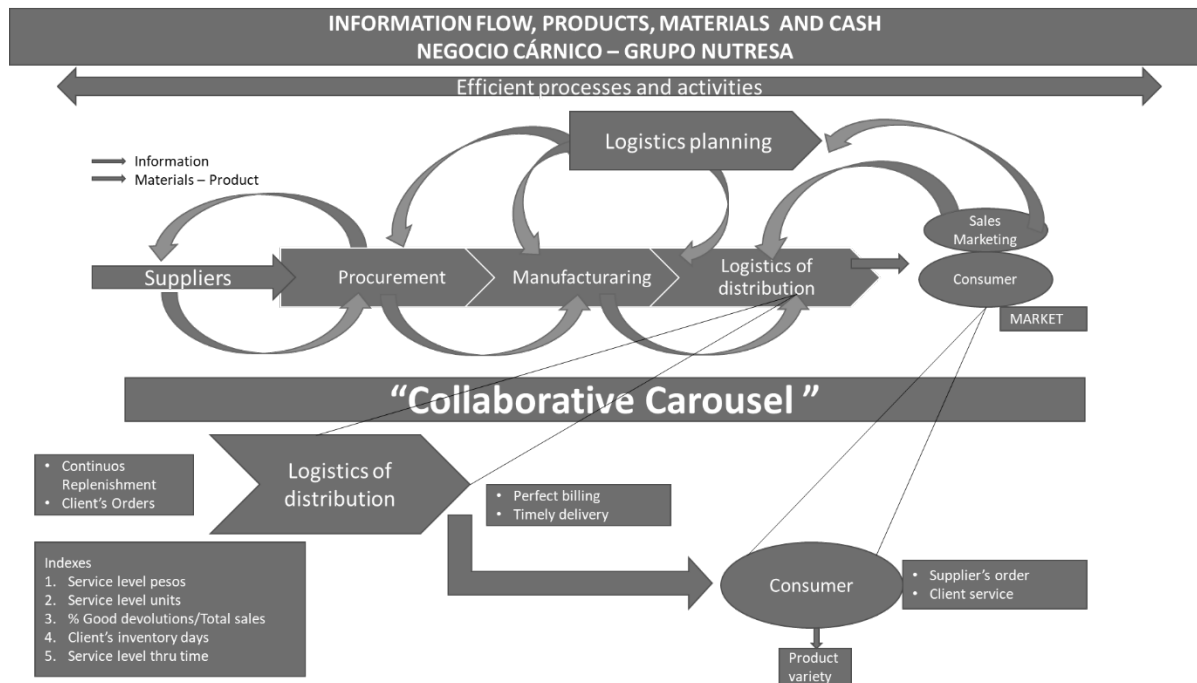 INFORMATION FLOW, PRODUCTS, MATERIALS AND CASH
NEGOCIO CÁRNICO – GRUPO NUTRESA
Efficient processes and activities
Logistics planning
Information
Materials – Product
Sales
Marketing
Suppliers
Procurement
Manufacturaring
Logistics of
distribution
Consumer
MARKET
“Collaborative Carousel ”
• Continuos
Replenishment
• Client’s Orders
Logistics of
distribution
• Perfect billing
• Timely delivery
Indexes
1. Service level pesos
2. Service level units
3. % Good devolutions/Total sales
4. Client’s inventory days
5. Service level thru time
Consumer
• Supplier’s order
• Client service
Product
variety